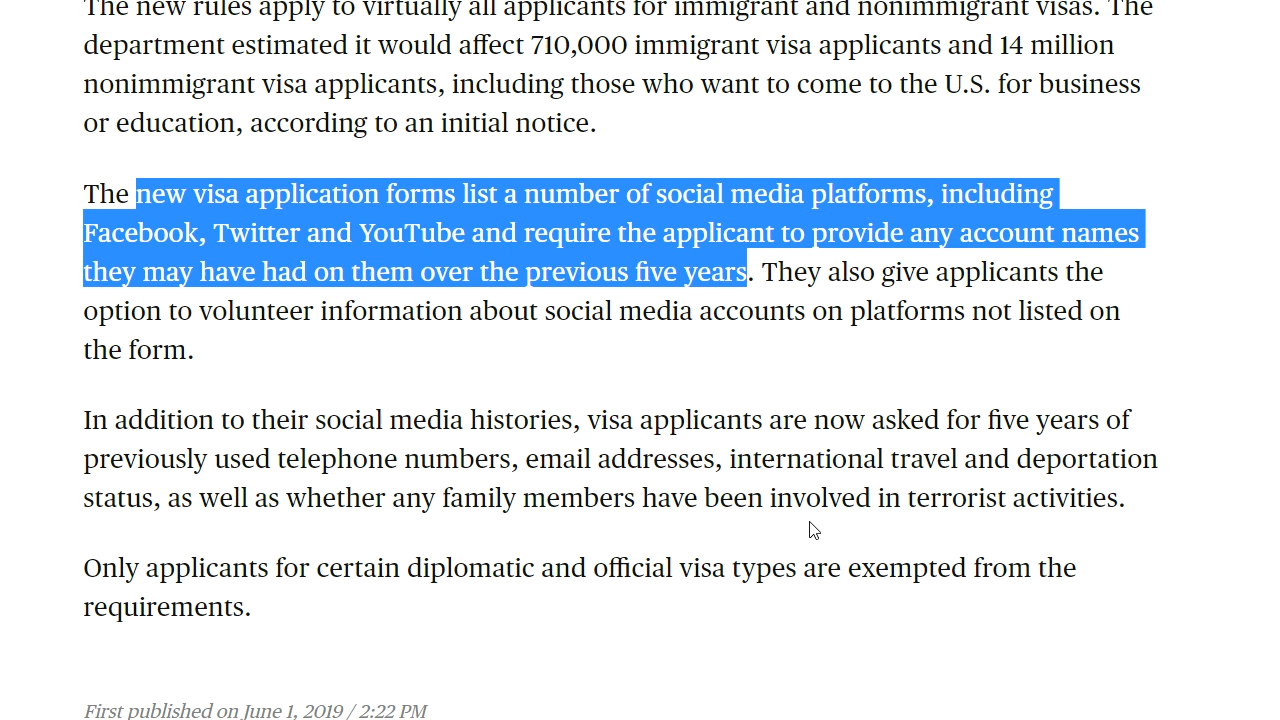 The new rules apply to virtually all applicants for immigrant and nonimmigrant visas. The
department estimated it would affect 710,000 immigrant visa applicants and 14 million
nonimmigrant visa applicants, including those who want to come to the U.S. for business
or education, according to an initial notice.
The new visa application forms list a number of social media platforms, including
Facebook, Twitter and YouTube and require the applicant to provide any account names
they may have had on them over the previous five years. They also give applicants the
option to volunteer information about social media accounts on platforms not listed on
the form.
In addition to their social media histories, visa applicants are now asked for five years of
previously used telephone numbers, email addresses, international travel and deportation
status, as well as whether any family members have been involved in terrorist activities.
Only applicants for certain diplomatic and official visa types are exempted from the
requirements.
First published on June 1, 2019 / 2:22 PM